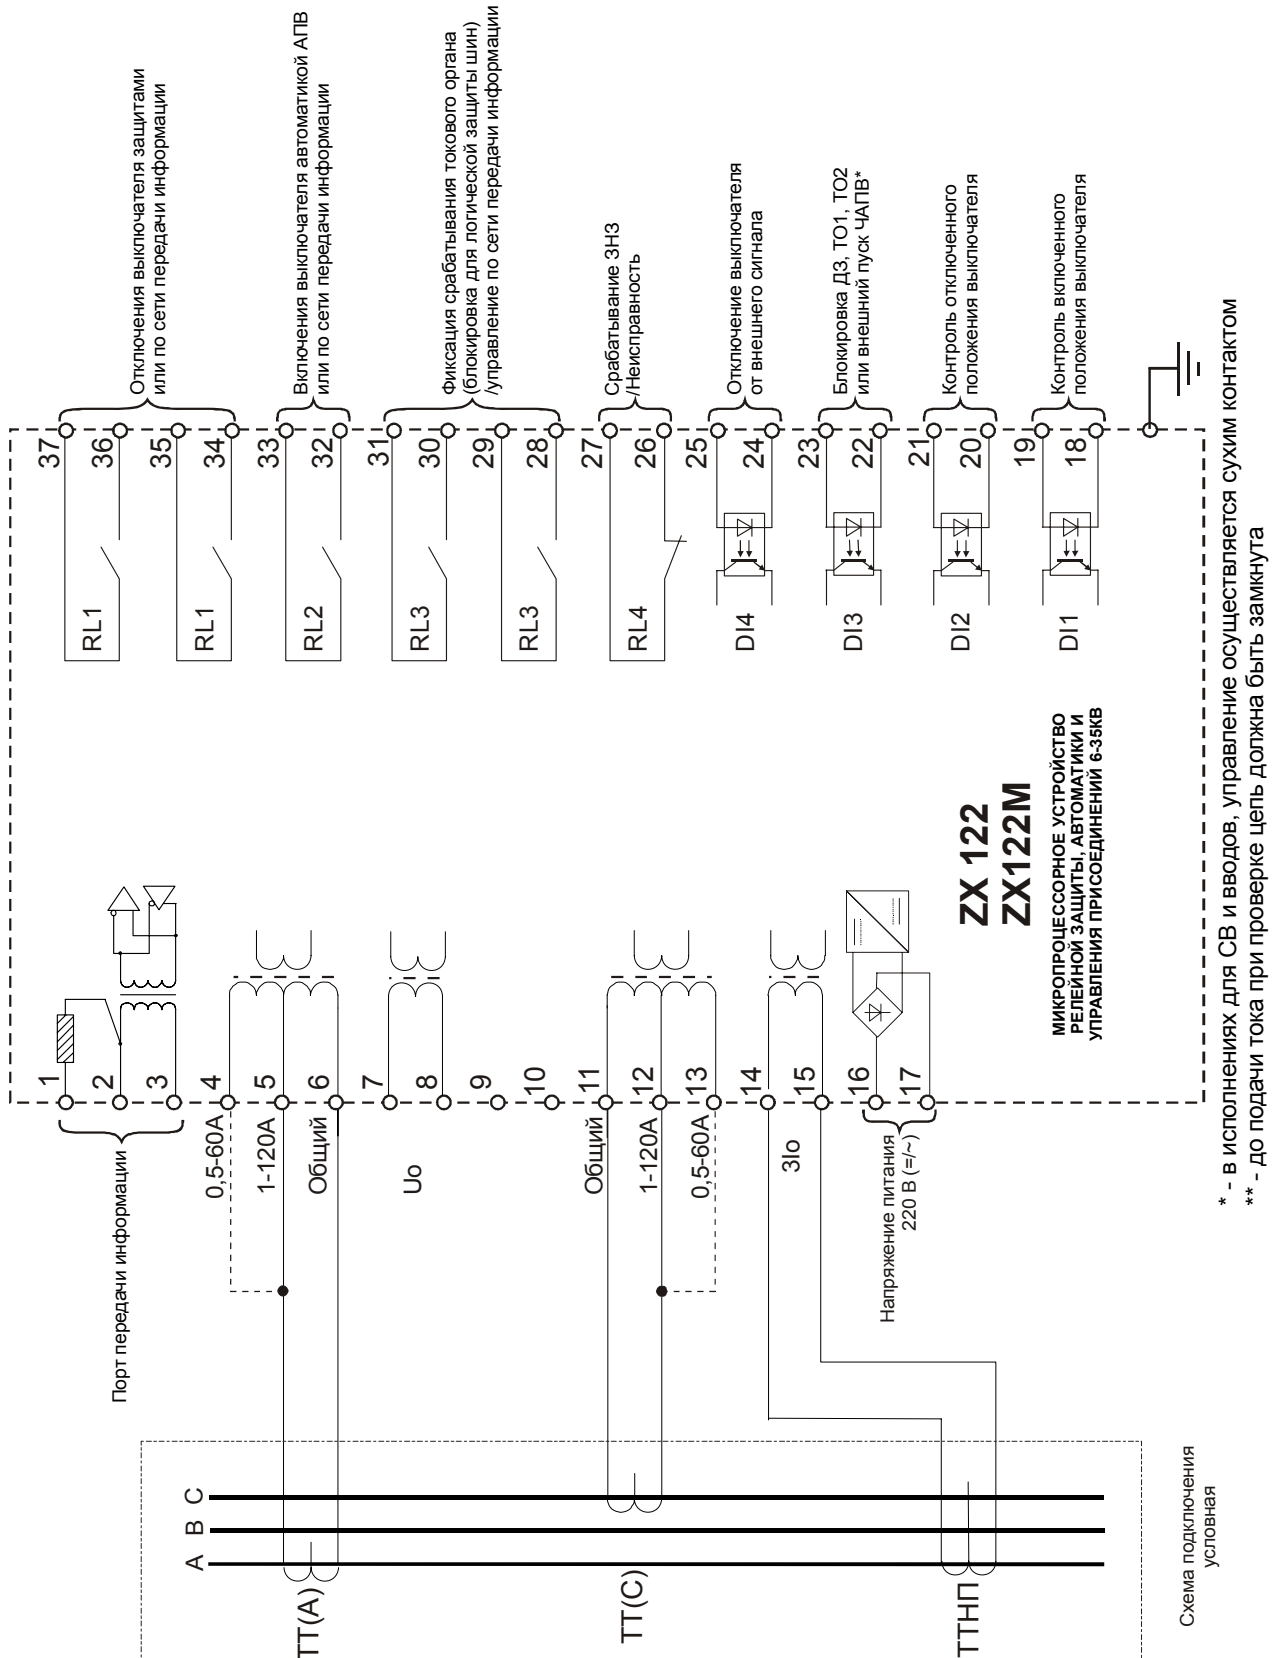 37
36
35
34
33
32
31
30
29
28
27
26
25
24
23
22
21
20
19
18
Отключения выключателя защитами
или по сети передачи информации
Включения выключателя автоматикой АПВ
или по сети передачи информации
Фиксация срабатывания токового органа
(блокировка для логической защиты шин)
/управление по сети передачи информации
Срабатывание ЗНЗ
/Неисправность
Отключение выключателя
от внешнего сигнала
Блокировка ДЗ, ТО1, ТО2
или внешний пуск ЧАПВ*
Контроль отключенного
положения выключателя
Контроль включенного
положения выключателя
RL1
RL1
RL2
RL3
RL3
RL4
DI4
DI3
DI2
DI1
ZX 122
ZX122M
МИКРОПРОЦЕССОРНОЕ УСТРОЙСТВО
РЕЛЕЙНОЙ ЗАЩИТЫ, АВТОМАТИКИ И
УПРАВЛЕНИЯ ПРИСОЕДИНЕНИЙ 6-35КВ
1
2
3
4
5
6
7
8
9
10
11
12
13
14
15
16
17
Порт передачи информации
0,5-60А
1-120А
Общий
Uo
Общий
1-120А
0,5-60А
3Io
Напряжение питания
220 В (=/~)
A
B
C
ТТ(А)
ТТ(С)
ТТНП
Схема подключения
условная
* - в исполнениях для СВ и вводов, управление осуществляется сухим контактом
** - до подачи тока при проверке цепь должна быть замкнута